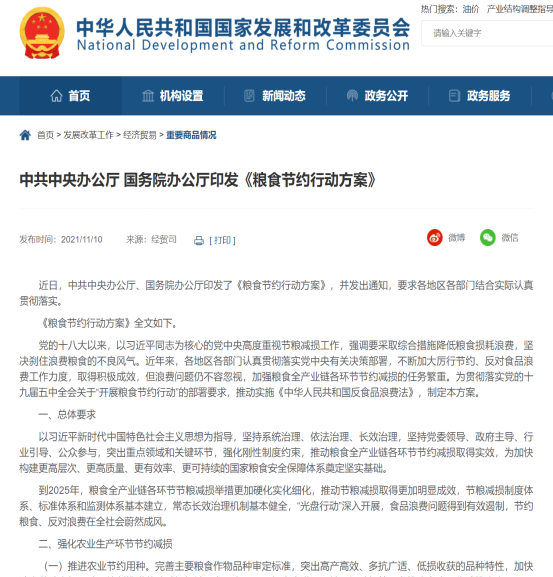 热门搜索：油价 产业结构调整指导
中华人民共和国国家发展和改革委员会
National Development and Reform Commission
请输入关键字
首页 机构设置 新闻动态 政务公开 政务服务
首页 > 发展改革工作 > 经济贸易 > 重要商品情况
中共中央办公厅 国务院办公厅印发《粮食节约行动方案》
发布时间：2021/11/10 来源：经贸司 [ 打印 ] 微博 微信
近日，中共中央办公厅、国务院办公厅印发了《粮食节约行动方案》，并发出通知，要求各地区各部门结合实际认真
贯彻落实。
《粮食节约行动方案》全文如下。
党的十八大以来，以习近平同志为核心的党中央高度重视节粮减损工作，强调要采取综合措施降低粮食损耗浪费，坚
决刹住浪费粮食的不良风气。近年来，各地区各部门认真贯彻落实党中央有关决策部署，不断加大厉行节约、反对食品浪
费工作力度，取得积极成效，但浪费问题仍不容忽视，加强粮食全产业链各环节节约减损的任务繁重。为贯彻落实党的十
九届五中全会关于“开展粮食节约行动”的部署要求，推动实施《中华人民共和国反食品浪费法》，制定本方案。
一、总体要求
以习近平新时代中国特色社会主义思想为指导，坚持系统治理、依法治理、长效治理，坚持党委领导、政府主导、行
业引导、公众参与，突出重点领域和关键环节，强化刚性制度约束，推动粮食全产业链各环节节约减损取得实效，为加快
构建更高层次、更高质量、更有效率、更可持续的国家粮食安全保障体系奠定坚实基础。
到2025年，粮食全产业链各环节节粮减损举措更加硬化实化细化，推动节粮减损取得更加明显成效，节粮减损制度体
系、标准体系和监测体系基本建立，常态长效治理机制基本健全，“光盘行动”深入开展，食品浪费问题得到有效遏制，节约
粮食、反对浪费在全社会蔚然成风。
二、强化农业生产环节节约减损
（一）推进农业节约用种。完善主要粮食作物品种审定标准，突出高产高效、多抗广适、低损收获的品种特性，加快